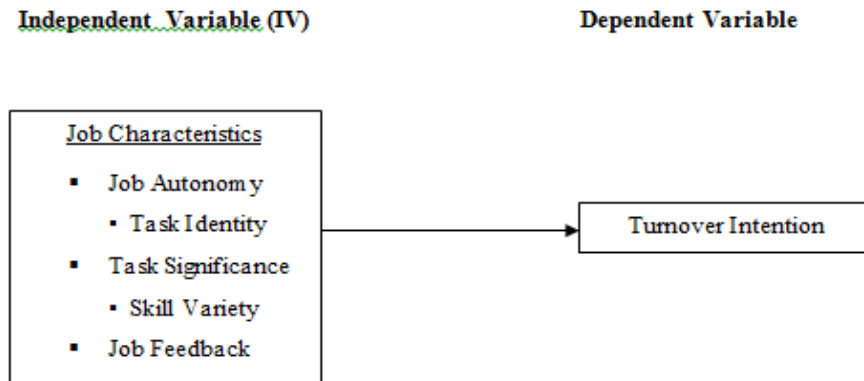 Independent Variable (IV)
Dependent Variable
Job Characteristics
▪ Job Autonomy
▪ Task Identity
▪ Task Significance
▪ Skill Variety
▪ Job Feedback
Turnover Intention